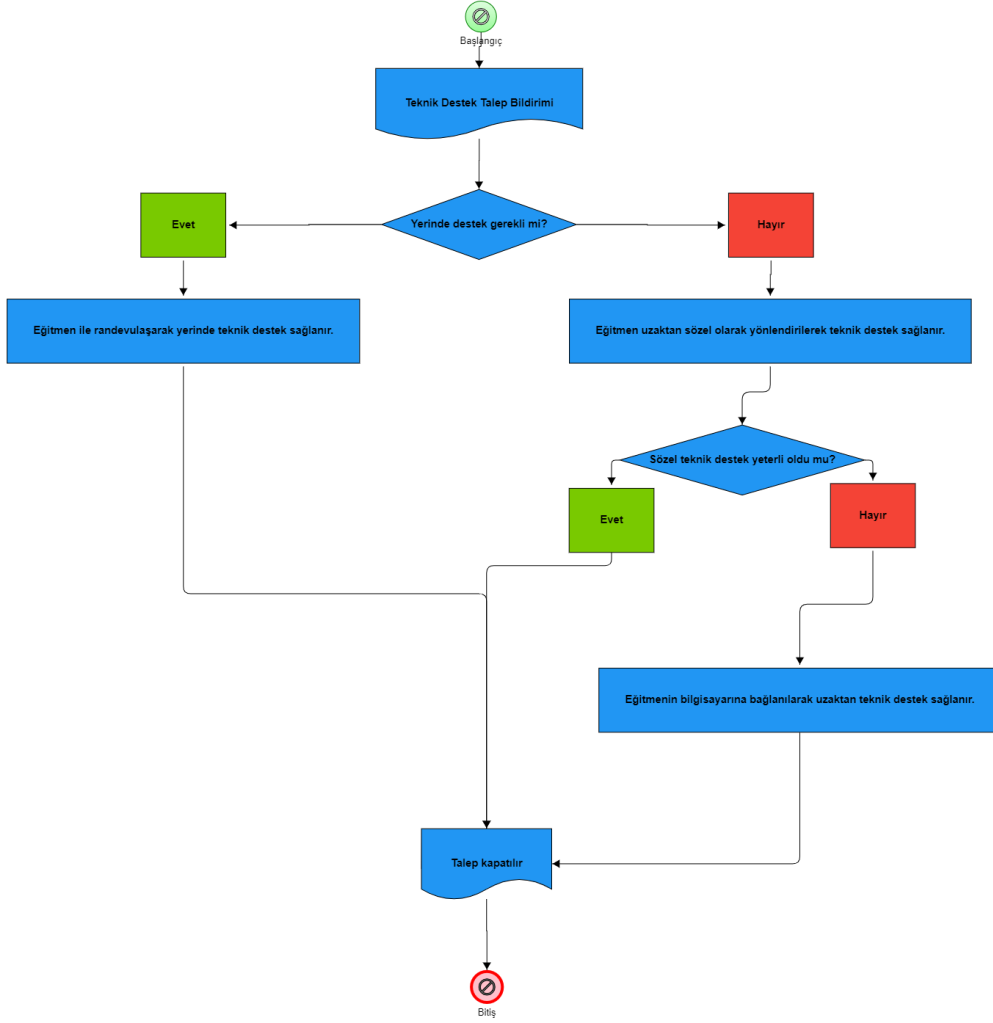 Başlangıç
Teknik Destek Talep Bildirimi
Yerinde destek gerekli mi?
Evet
Hayır
Eğitmen ile randevulaşarak yerinde teknik destek sağlanır.
Eğitmen uzaktan sözel olarak yönlendirilerek teknik destek sağlanır.
Sözel teknik destek yeterli oldu mu?
Evet
Hayır
Eğitmenin bilgisayarına bağlanılarak uzaktan teknik destek sağlanır.
Talep kapatılır
Bitiş